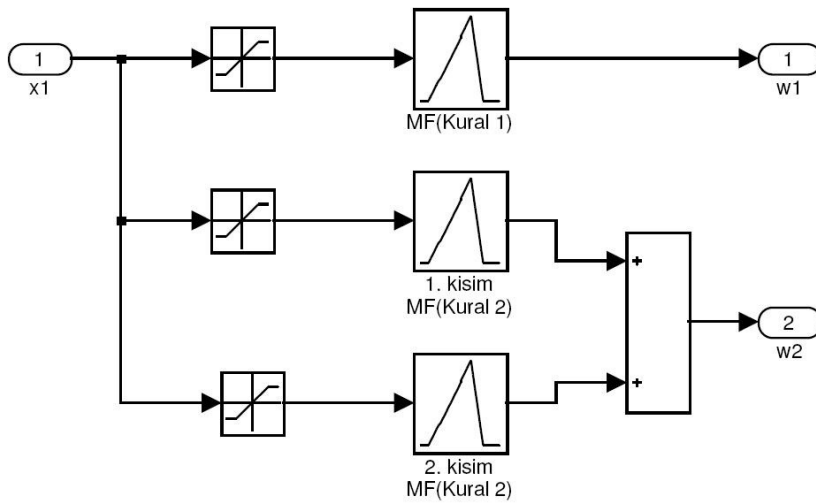 1
x1
MF(Kural 1)
1
w1
1. kisim
MF(Kural 2)
+
+
2
w2
2. kisim
MF(Kural 2)